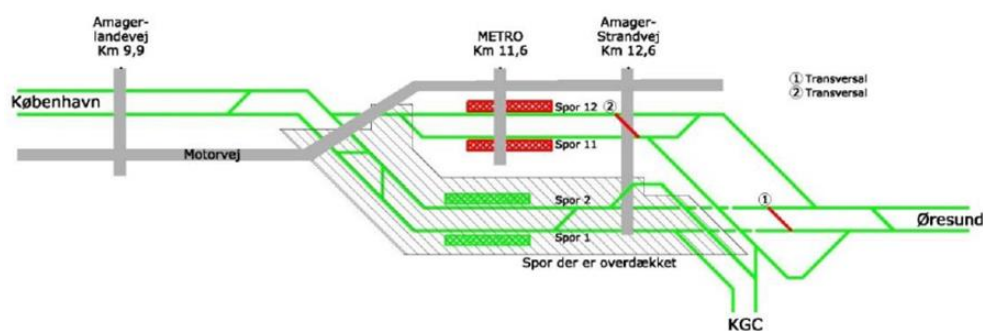 Amager-
landevej
Km 9,9
METRO
Km 11,6
Amager-
Strandvej
Km 12,6
① Transversal
② Transversal
København
Spor 12
②
Spor 11
Motorvej
Spor 2
①
Øresund
Spor 1
Spor der er overdækket
KGC